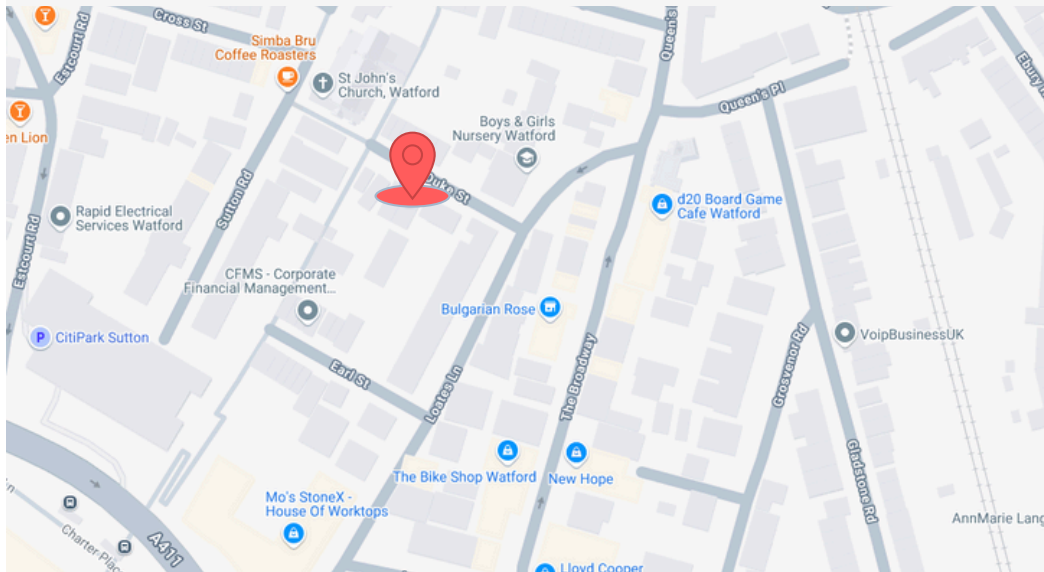 Cross St
Estcourt Rd
Simba Bru
Coffee Roasters
St John's
Church, Watford
Queen's
Queen's Pl
Ebury
en Lion
Boys & Girls
Nursery Watford
Duke St
Sutton Rd
Rapid Electrical
Services Watford
d20 Board Game
Cafe Watford
Estcourt Rd
CFMS - Corporate
Financial Management...
Bulgarian Rose
P
CitiPark Sutton
VoipBusinessUK
Earl St
Loates Ln
The Broadway
Grosvenor Rd
The Bike Shop Watford
New Hope
Gladstone Rd
Mo's StoneX -
House Of Worktops
AnnMarie Lang
A411
Charter-Plac
Lloyd Cooper